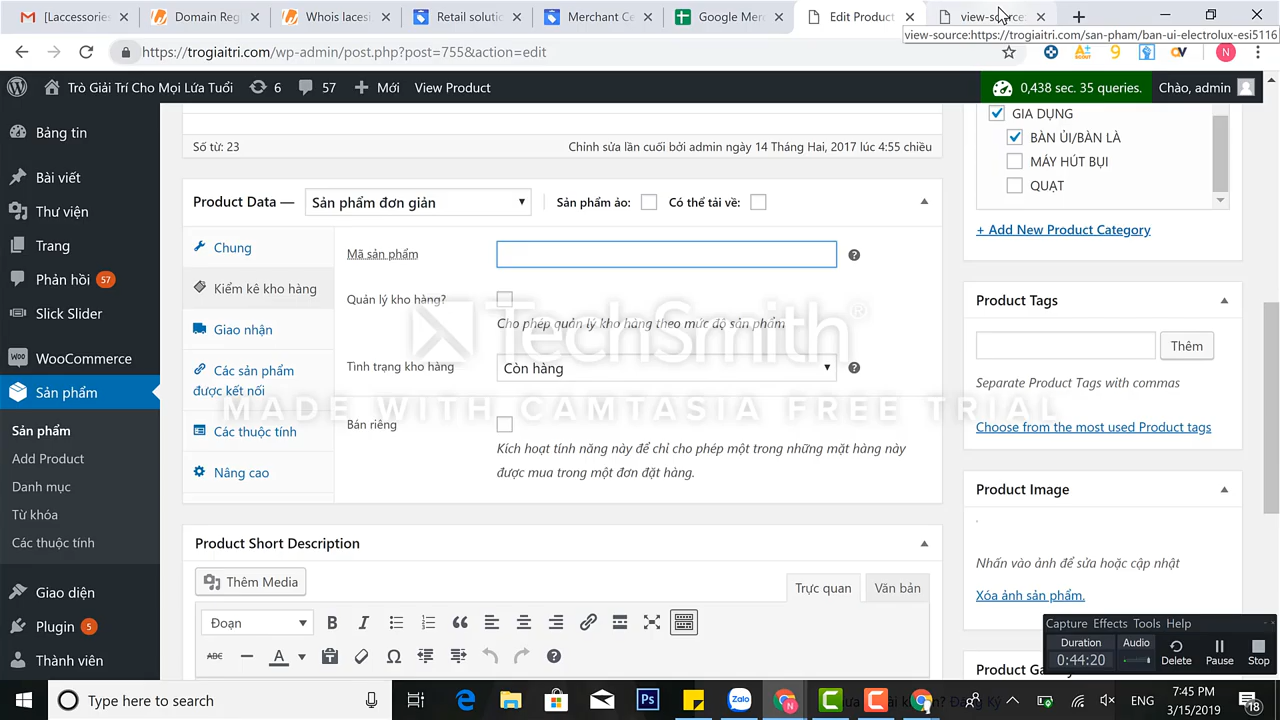 [Laccessori
Domain Reg
Whois lacesi
Retail solutio
Merchant Ce
Google Mer
Edit Product
view-source:
view-source:https://trogiaitri.com/san-pham/ban-ui-electrolux-esi5116
https://trogiaitri.com/wp-admin/post.php?post=755&action=edit
N
Trò Giải Trí Cho Mọi Lứa Tuổi
6
57
Mới
View Product
0,438 sec. 35 queries.
Chào, admin
Bảng tin
Bài viết
Thư viện
Trang
Phản hồi 57
Slick Slider
WooCommerce
Sản phẩm
Sản phẩm
Add Product
Danh mục
Từ khóa
Các thuộc tính
Giao diện
Plugin 5
Thành viên
Số từ: 23
Chỉnh sửa lần cuối bởi admin ngày 14 Tháng Hai, 2017 lúc 4:55 chiều
Product Data —
Sản phẩm đơn giản
Sản phẩm ảo:
Có thể tải về:
Chung
Kiểm kê kho hàng
Giao nhận
Các sản phẩm
được kết nối
Các thuộc tính
Nâng cao
Mã sản phẩm
Quản lý kho hàng?
Cho phép quản lý kho hàng theo mức độ sản phẩm
Tình trạng kho hàng
Còn hàng
Bán riêng
Kích hoạt tính năng này để chỉ cho phép một trong những mặt hàng này
được mua trong một đơn đặt hàng.
TechSmith®
MADE WITH CAMTASIA FREE TRIAL
Product Short Description
Thêm Media
Trực quan
Văn bản
Đoạn
B
I
ABC
A
GIA DỤNG
BÀN ỦI/BÀN LÀ
MÁY HÚT BỤI
QUẠT
+ Add New Product Category
Product Tags
Thêm
Separate Product Tags with commas
Choose from the most used Product tags
Product Image
Nhấn vào ảnh để sửa hoặc cập nhật
Xóa ảnh sản phẩm.
Product Ga
Capture Effects Tools Help
Duration
0:44:20
Audio
Delete
Pause
Stop
Type here to search
Ps
Zalo
ENG
7:45 PM
3/15/2019
18